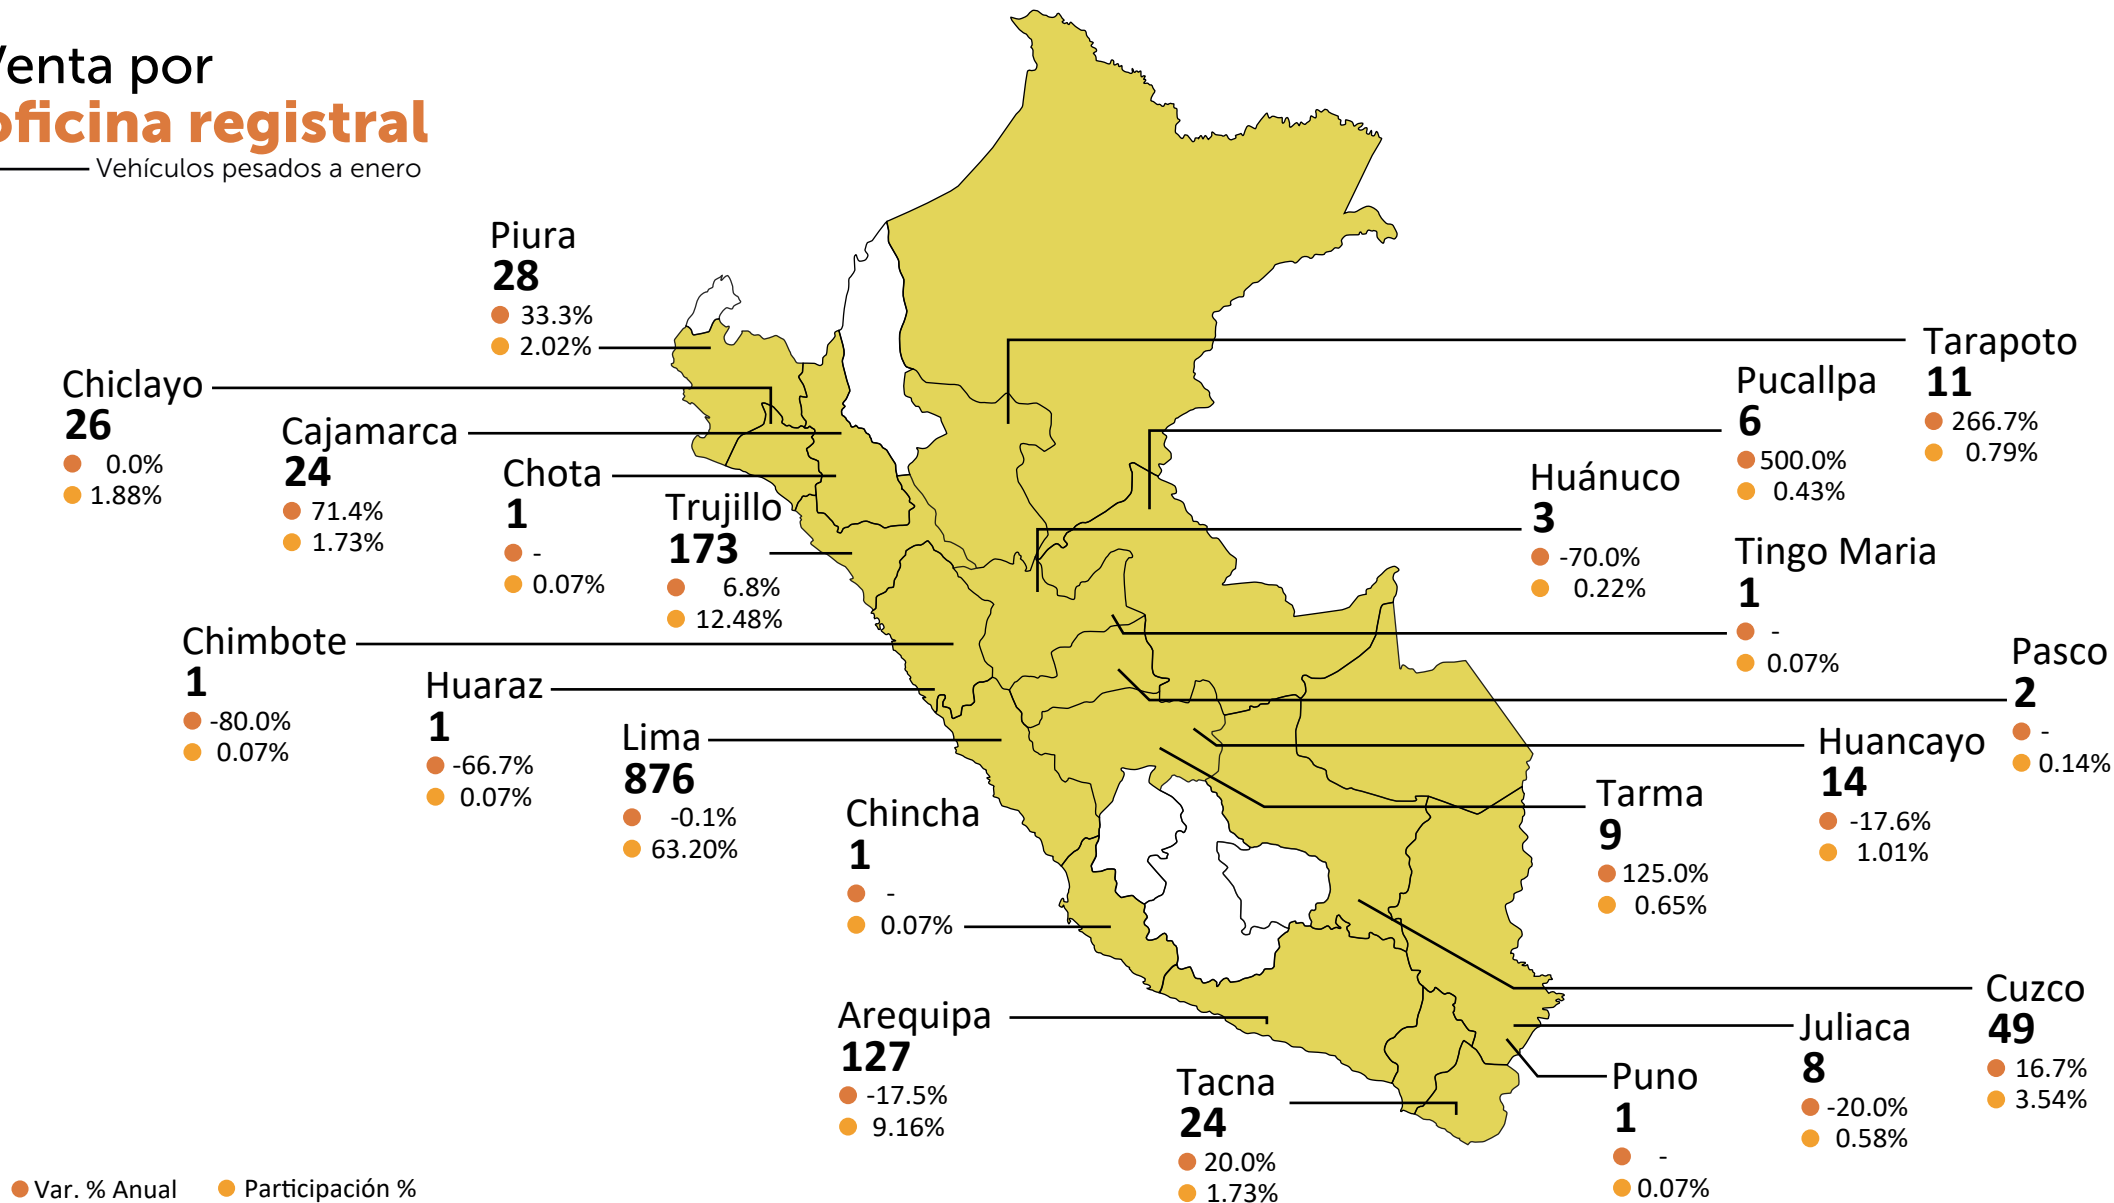 Venta por
oficina registral
Vehículos pesados a enero
Piura
28
33.3%
2.02%
Chiclayo
26
0.0%
1.88%
Cajamarca
24
71.4%
1.73%
Chota
1
-
0.07%
Trujillo
173
6.8%
12.48%
Chimbote
1
-80.0%
0.07%
Huaraz
1
-66.7%
0.07%
Lima
876
-0.1%
63.20%
Chincha
1
-
0.07%
Arequipa
127
-17.5%
9.16%
Tacna
24
20.0%
1.73%
Tarapoto
11
266.7%
0.79%
Pucallpa
6
500.0%
0.43%
Huánuco
3
-70.0%
0.22%
Tingo Maria
1
-
0.07%
Pasco
2
-
0.14%
Huancayo
14
-17.6%
1.01%
Tarma
9
125.0%
0.65%
Cuzco
49
16.7%
3.54%
Juliaca
8
-20.0%
0.58%
Puno
1
-
0.07%
Var. % Anual
Participación %